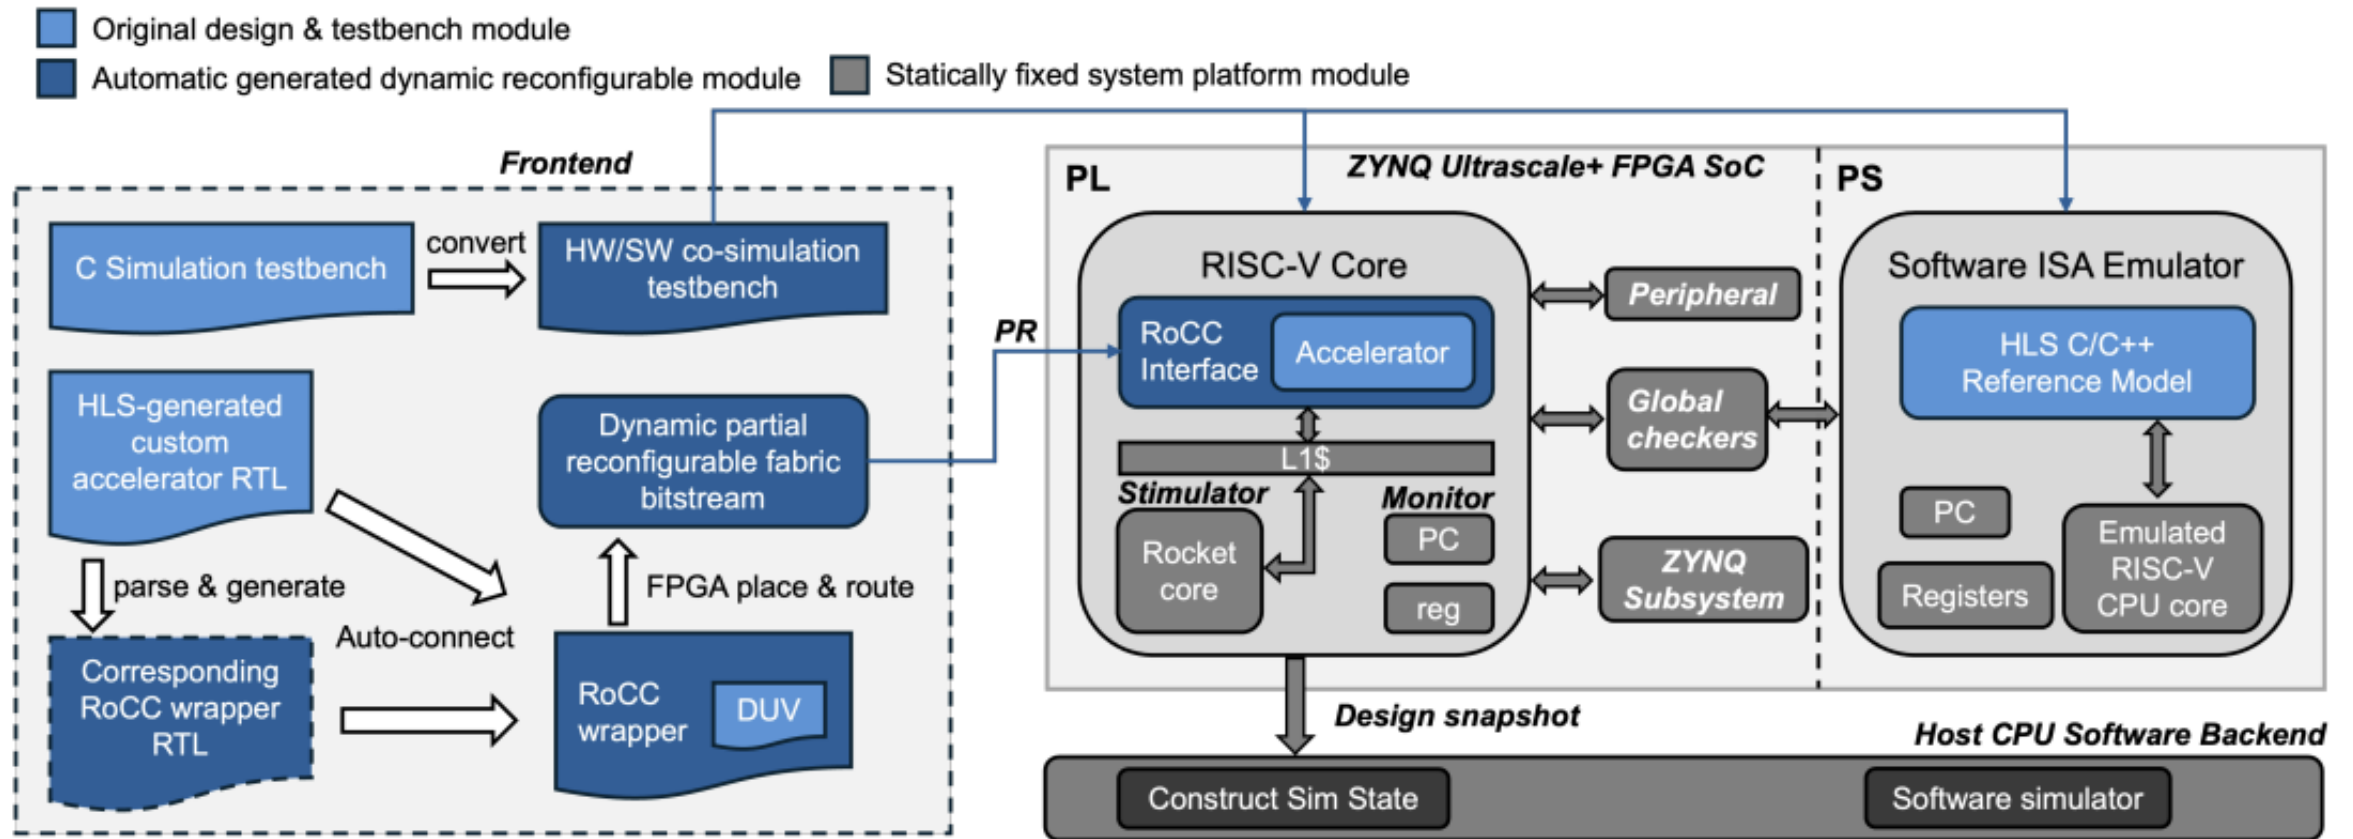 Original design & testbench module
Automatic generated dynamic reconfigurable module
Statically fixed system platform module
Frontend
C Simulation testbench
convert
HW/SW co-simulation
testbench
HLS-generated
custom
accelerator RTL
Dynamic partial
reconfigurable fabric
bitstream
parse & generate
FPGA place & route
Auto-connect
Corresponding
RoCC wrapper
RTL
RoCC
wrapper
DUV
PR
PL
ZYNQ Ultrascale+ FPGA SoC
PS
RISC-V Core
RoCC
Interface
Accelerator
L1$
Stimulator
Monitor
Rocket
core
PC
reg
Peripheral
Global
checkers
ZYNQ
Subsystem
Software ISA Emulator
HLS C/C++
Reference Model
PC
Registers
Emulated
RISC-V
CPU core
Design snapshot
Host CPU Software Backend
Construct Sim State
Software simulator